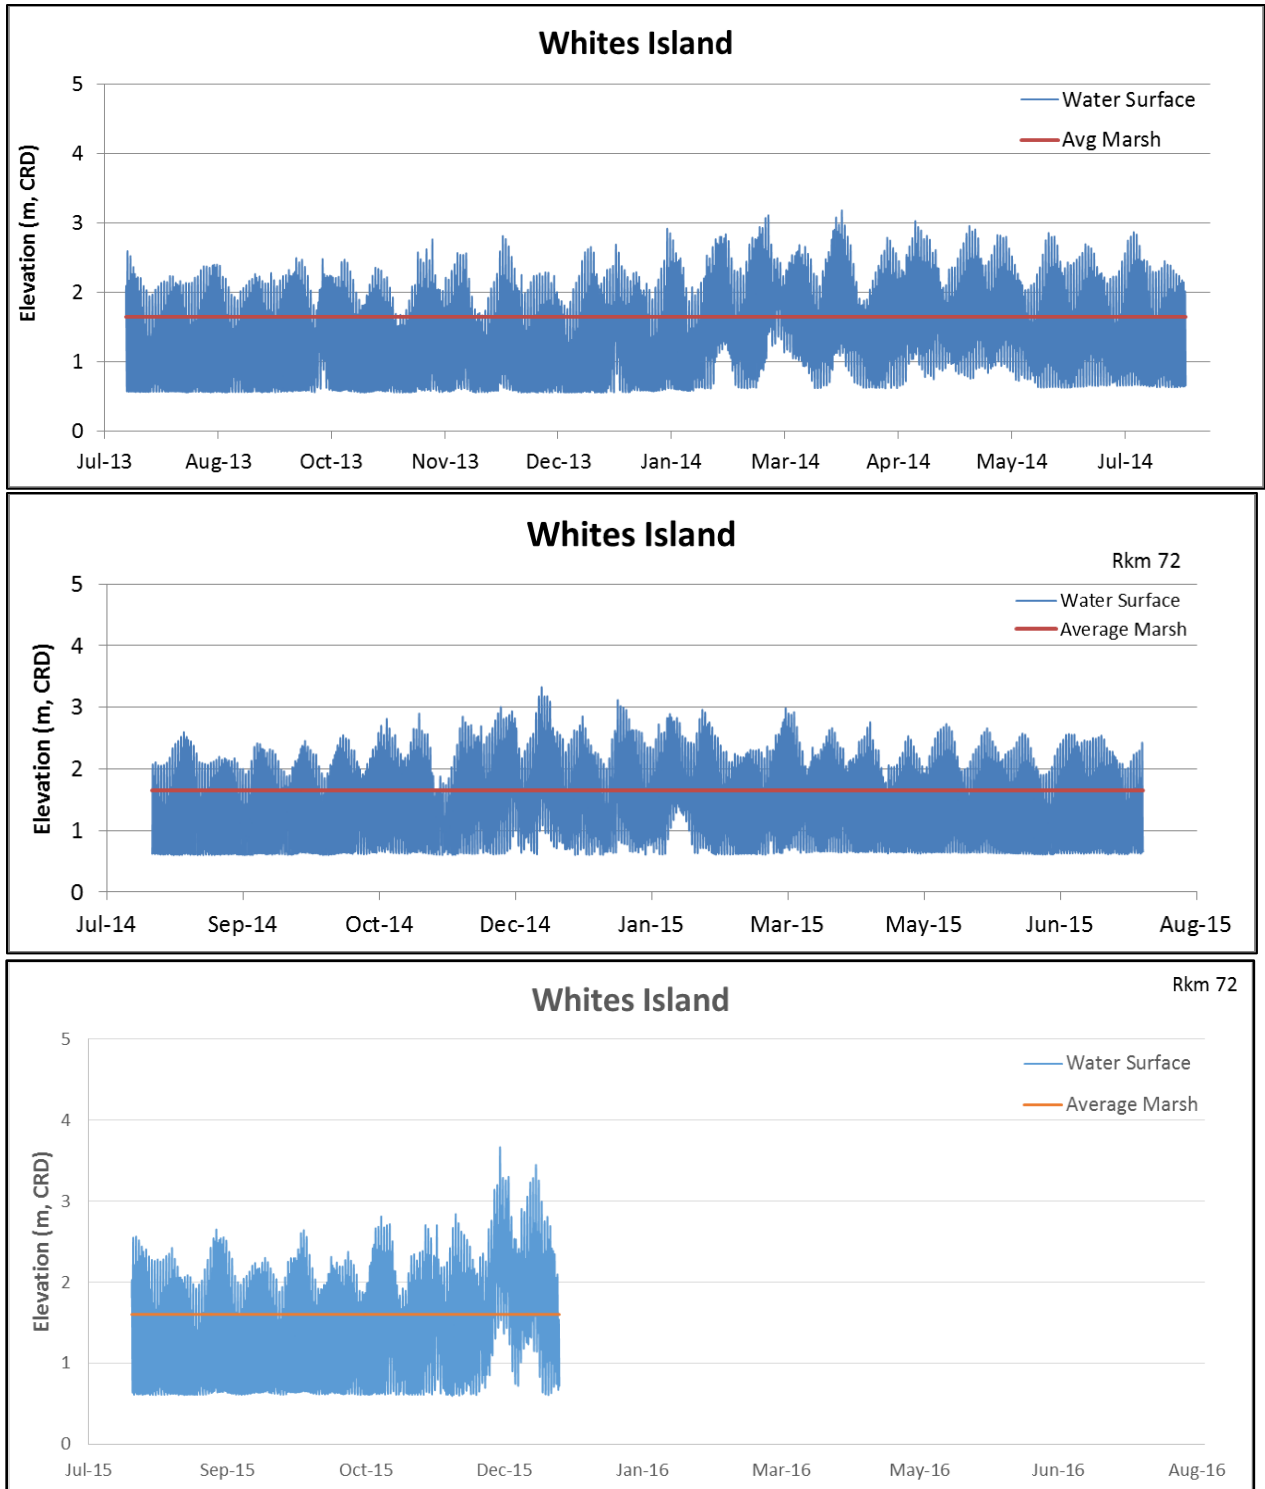 Whites Island
5
4
3
2
1
0
Elevation (m, CRD)
Water Surface
Avg Marsh
Jul-13 Aug-13 Oct-13 Nov-13 Dec-13 Jan-14 Mar-14 Apr-14 May-14 Jul-14
Whites Island
Rkm 72
5
4
3
2
1
0
Elevation (m, CRD)
Water Surface
Average Marsh
Jul-14 Sep-14 Oct-14 Dec-14 Jan-15 Mar-15 May-15 Jun-15 Aug-15
Rkm 72
Whites Island
5
4
3
2
1
0
Elevation (m, CRD)
Water Surface
Average Marsh
Jul-15 Sep-15 Oct-15 Dec-15 Jan-16 Mar-16 May-16 Jun-16 Aug-16